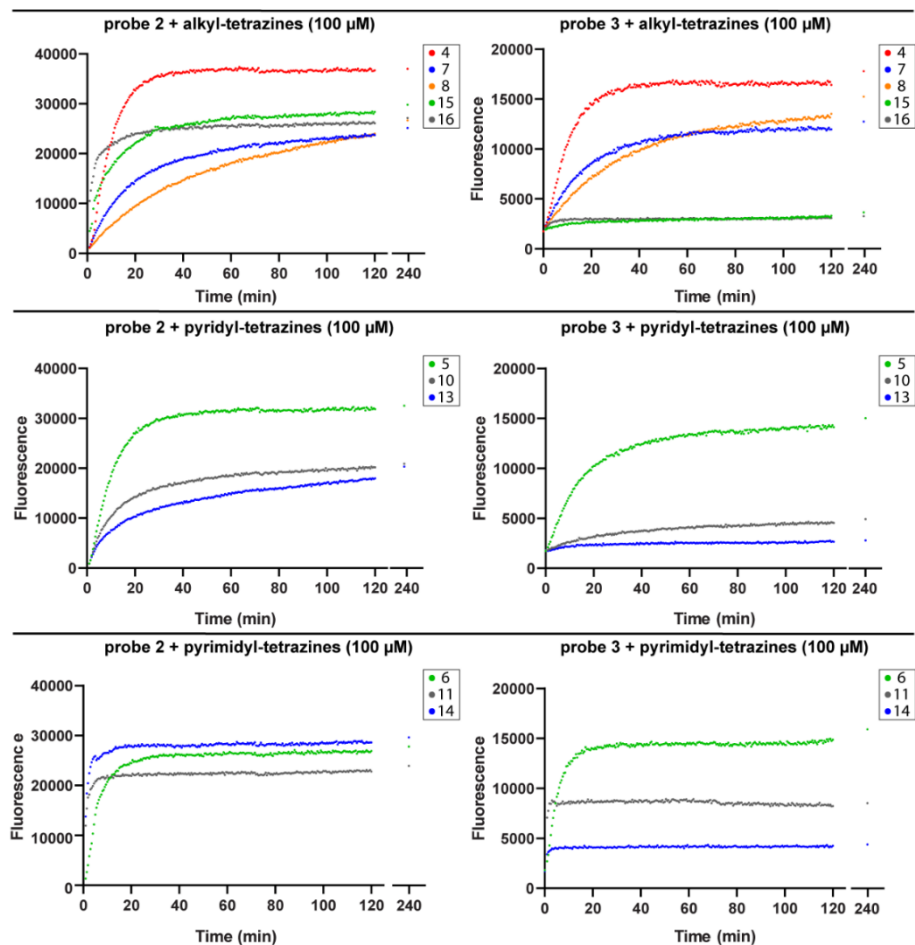 probe 2 + alkyl-tetrazines (100 µM)
40000
30000
20000
10000
0
Fluorescence
0 20 40 60 80 100 120 240
Time (min)
4
7
8
15
16
probe 3 + alkyl-tetrazines (100 µM)
20000
15000
10000
5000
0
Fluorescence
0 20 40 60 80 100 120 240
Time (min)
4
7
8
15
16
probe 2 + pyridyl-tetrazines (100 µM)
40000
30000
20000
10000
0
Fluorescence
0 20 40 60 80 100 120 240
Time (min)
5
10
13
probe 3 + pyridyl-tetrazines (100 µM)
20000
15000
10000
5000
0
Fluorescence
0 20 40 60 80 100 120 240
Time (min)
5
10
13
probe 2 + pyrimidyl-tetrazines (100 µM)
40000
30000
20000
10000
0
Fluorescenc e
0 20 40 60 80 100 120 240
Time (min)
6
11
14
probe 3 + pyrimidyl-tetrazines (100 µM)
20000
15000
10000
5000
0
Fluorescence
0 20 40 60 80 100 120 240
Time (min)
6
11
14